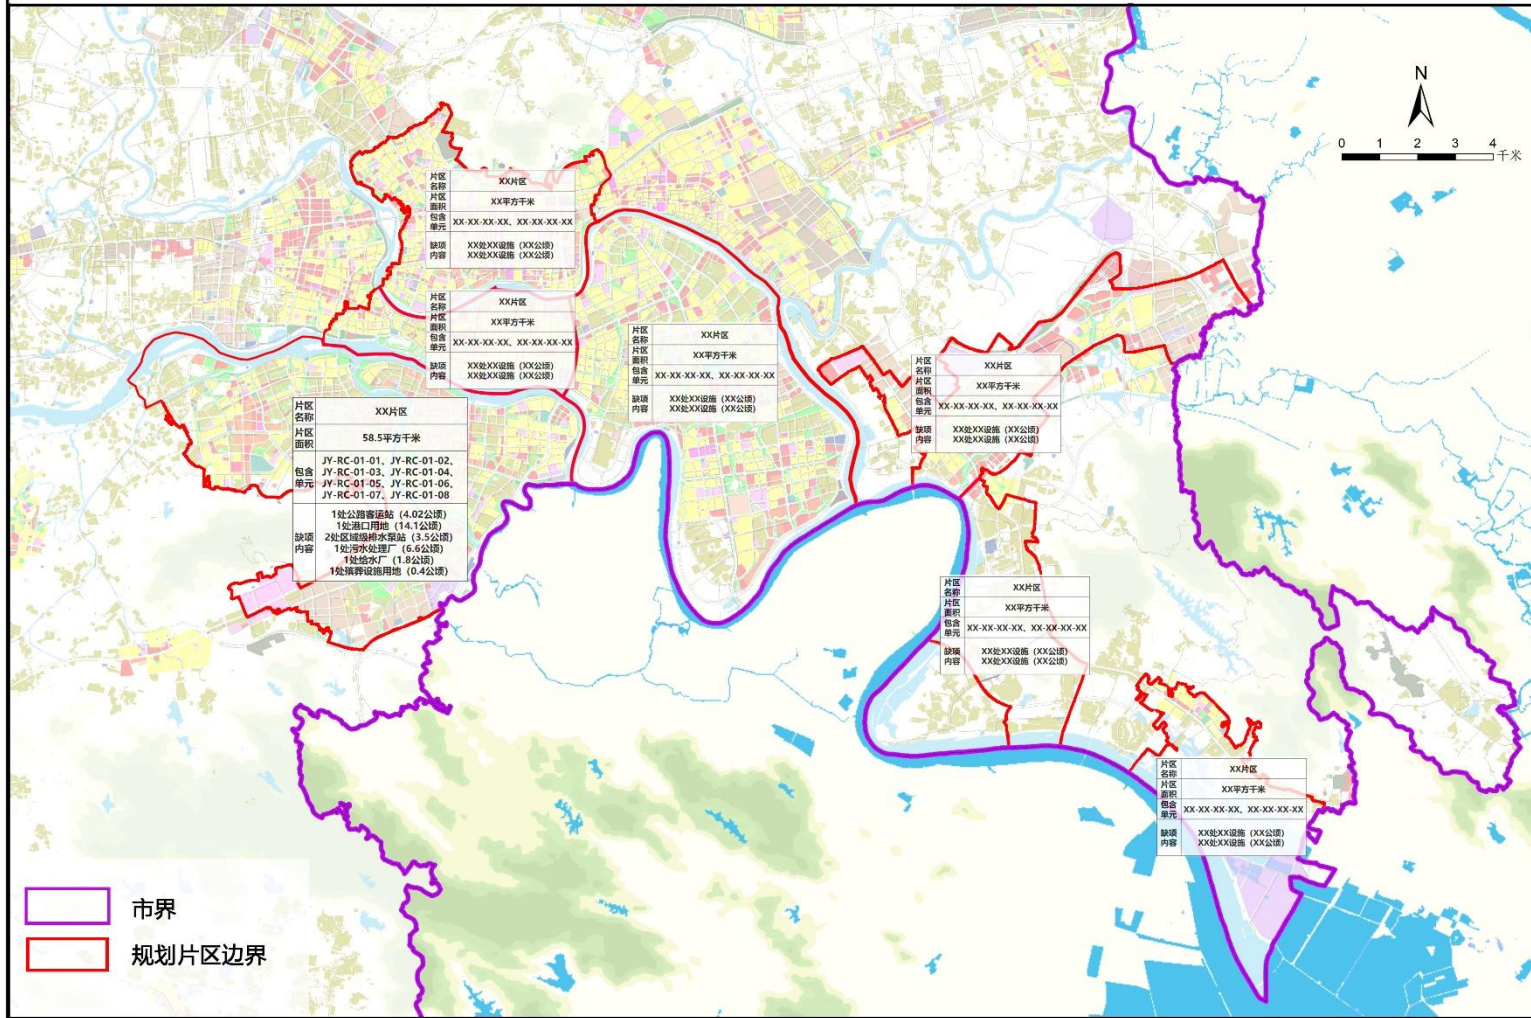 N
0 1 2 3 4
千米
片区名称 XX片区
片区面积 XX平方千米
包含单元 XX-XX-XX-XX、XX-XX-XX-XX
缺项内容 XX处XX设施（XX公顷）
XX处XX设施（XX公顷）
片区名称 XX片区
片区面积 XX平方千米
包含单元 XX-XX-XX-XX、XX-XX-XX-XX
缺项内容 XX处XX设施（XX公顷）
XX处XX设施（XX公顷）
片区名称 XX片区
片区面积 XX平方千米
包含单元 XX-XX-XX-XX、XX-XX-XX-XX
缺项内容 XX处XX设施（XX公顷）
XX处XX设施（XX公顷）
片区名称 XX片区
片区面积 XX平方千米
包含单元 XX-XX-XX-XX、XX-XX-XX-XX
缺项内容 XX处XX设施（XX公顷）
XX处XX设施（XX公顷）
片区名称 XX片区
片区面积 58.5平方千米
包含单元 JY-RC-01-01、JY-RC-01-02、
JY-RC-01-03、JY-RC-01-04、
JY-RC-01-05、JY-RC-01-06、
JY-RC-01-07、JY-RC-01-08
缺项内容 1处公路客运站（4.02公顷）
1处港口用地（14.1公顷）
2处区域级排水泵站（3.5公顷）
1处污水处理厂（6.6公顷）
1处给水厂（1.8公顷）
1处殡葬设施用地（0.4公顷）
片区名称 XX片区
片区面积 XX平方千米
包含单元 XX-XX-XX-XX、XX-XX-XX-XX
缺项内容 XX处XX设施（XX公顷）
XX处XX设施（XX公顷）
片区名称 XX片区
片区面积 XX平方千米
包含单元 XX-XX-XX-XX、XX-XX-XX-XX
缺项内容 XX处XX设施（XX公顷）
XX处XX设施（XX公顷）
市界
规划片区边界